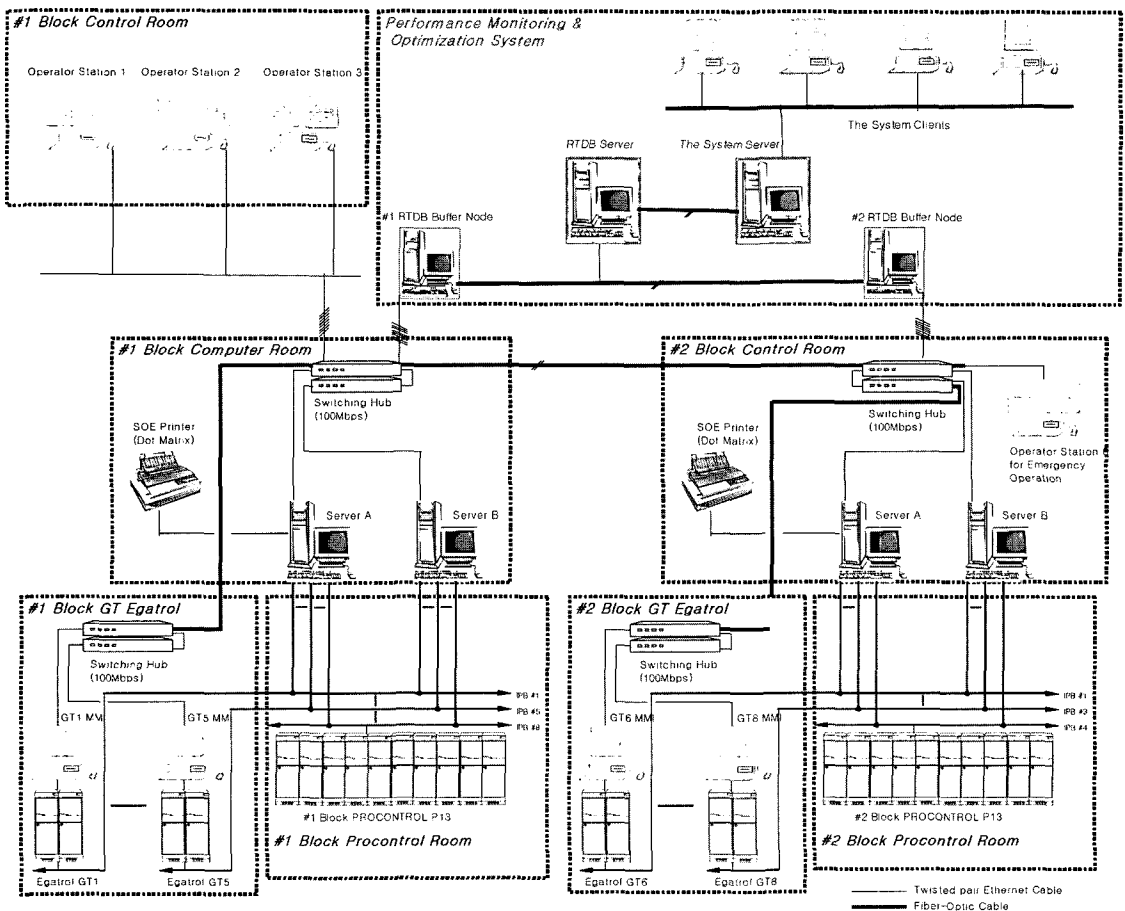 #1 Block Control Room
Operator Station 1
Operator Station 2
Operator Station 3
Performance Monitoring &
Optimization System
The System Clients
RTDB Server
The System Server
#1 RTDB Buffer Node
#2 RTDB Buffer Node
#1 Block Computer Room
Switching Hub
(100Mbps)
SOE Printer
(Dot Matrix)
Server A
Server B
#2 Block Control Room
Switching Hub
(100Mbps)
SOE Printer
(Dot Matrix)
Operator Station
for Emergency
Operation
Server A
Server B
#1 Block GT Egatrol
Switching Hub
(100Mbps)
GT1 MM
GT5 MM
Egatrol GT1
Egatrol GT5
IPB #1
IPB #5
IPB #8
#1 Block PROCONTROL P13
#1 Block Procontrol Room
#2 Block GT Egatrol
Switching Hub
(100Mbps)
GT6 MM
GT8 MM
Egatrol GT6
Egatrol GT8
IPB #1
IPB #3
IPB #4
#2 Block PROCONTROL P13
#2 Block Procontrol Room
Twisted pair Ethernet Cable
Fiber-Optic Cable